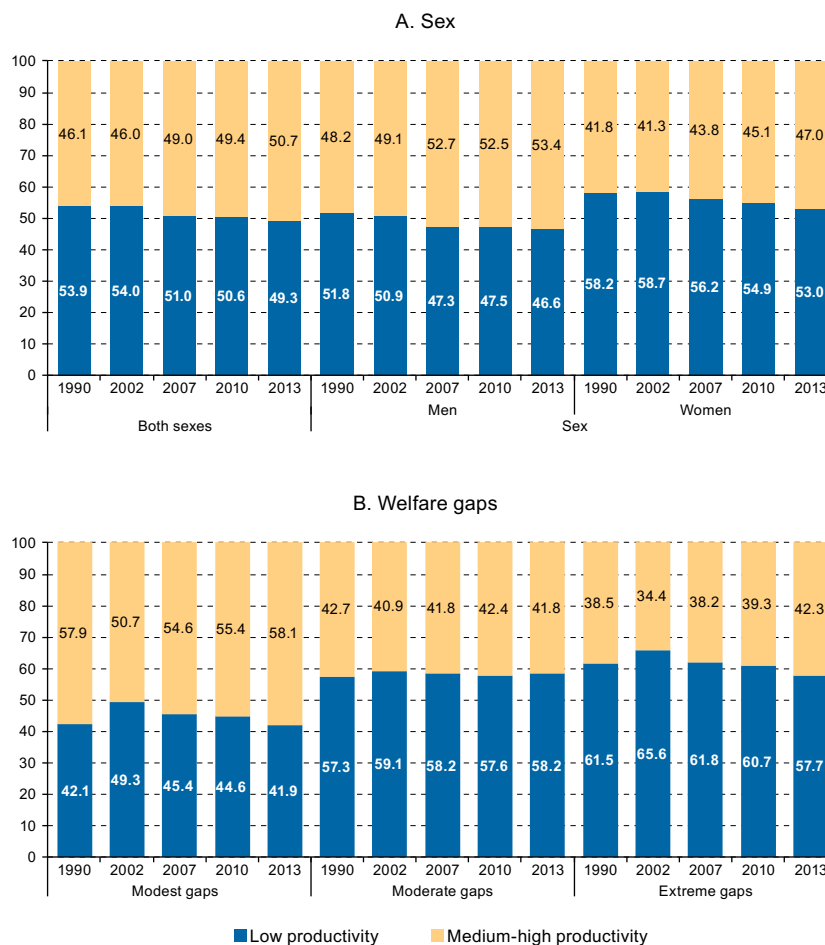 A. Sex
100
90
80
70
60
50
40
30
20
10
0
46.1 46.0 49.0 49.4 50.7 48.2 49.1 52.7 52.5 53.4 41.8 41.3 43.8 45.1 47.0
53.9 54.0 51.0 50.6 49.3 51.8 50.9 47.3 47.5 46.6 58.2 58.7 56.2 54.9 53.0
1990 2002 2007 2010 2013 1990 2002 2007 2010 2013 1990 2002 2007 2010 2013
Men Women
Both sexes Sex
B. Welfare gaps
100
90
80
70
60
50
40
30
20
10
0
57.9 50.7 54.6 55.4 58.1 42.7 40.9 41.8 42.4 41.8 38.5 34.4 38.2 39.3 42.3
42.1 49.3 45.4 44.6 41.9 57.3 59.1 58.2 57.6 58.2 61.5 65.6 61.8 60.7 57.7
1990 2002 2007 2010 2013 1990 2002 2007 2010 2013 1990 2002 2007 2010 2013
Modest gaps Moderate gaps Extreme gaps
Low productivity Medium-high productivity